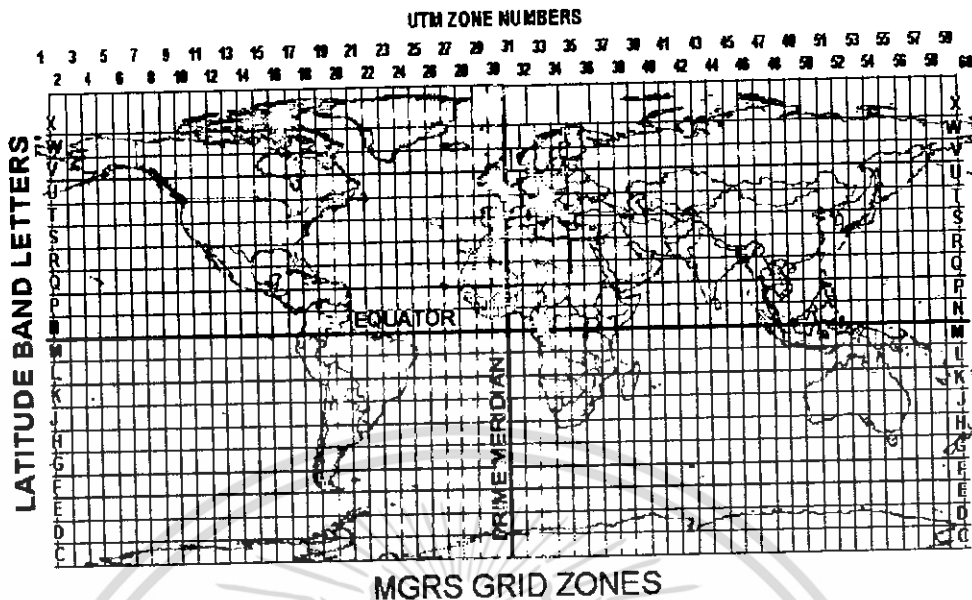 UTM ZONE NUMBERS
1 3 5 7 9 11 13 15 17 19 21 23 25 27 29 31 33 35 37 39 41 43 45 47 49 51 53 55 57 59
2 4 6 8 10 12 14 16 18 20 22 24 26 28 30 32 34 36 38 40 42 44 46 48 50 52 54 56 58 60
LATITUDE BAND LETTERS
X
W
V
U
T
S
R
Q
P
N
M
L
K
J
H
G
F
E
D
C
EQUATOR
PRIME MERIDIAN
X
W
V
U
T
S
R
Q
P
N
M
L
K
J
H
G
F
E
D
C
MGRS GRID ZONES